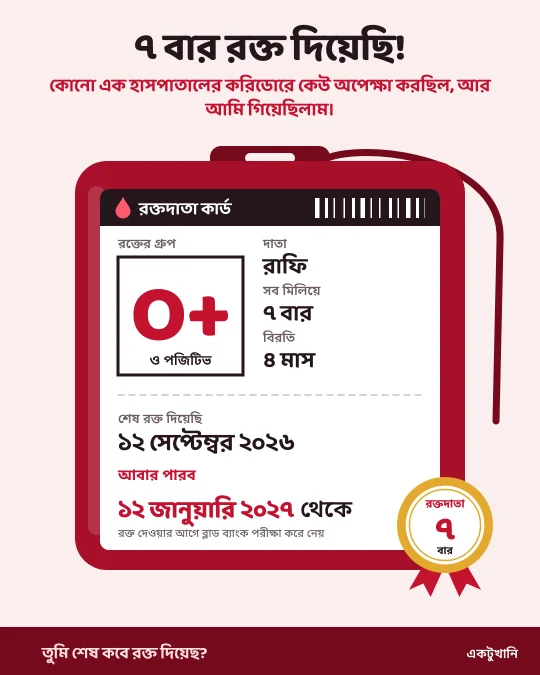 ৭ বার রক্ত দিয়েছি!
কোনো এক হাসপাতালের করিডোরে কেউ অপেক্ষা করছিল, আর
আমি গিয়েছিলাম।
রক্তদাতা কার্ড
রক্তের গ্রুপ
O+
ও পজিটিভ
দাতা
রাফি
সব মিলিয়ে
৭ বার
বিরতি
৪ মাস
শেষ রক্ত দিয়েছি
১২ সেপ্টেম্বর ২০২৬
আবার পারব
১২ জানুয়ারি ২০২৭ থেকে
রক্ত দেওয়ার আগে ব্লাড ব্যাংক পরীক্ষা করে নেয়
রক্তদাতা
৭
বার
তুমি শেষ কবে রক্ত দিয়েছ?
একটুখানি